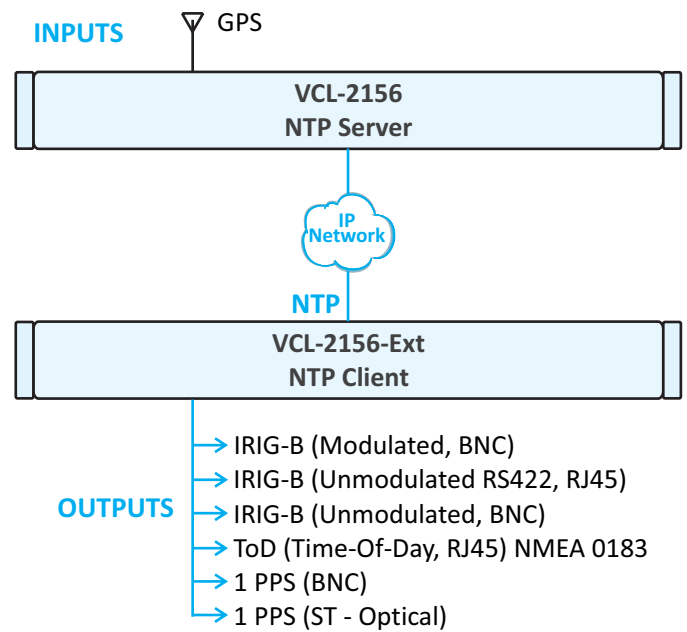 INPUTS
GPS
VCL-2156
NTP Server
IP
Network
NTP
VCL-2156-Ext
NTP Client
OUTPUTS
IRIG-B (Modulated, BNC)
IRIG-B (Unmodulated RS422, RJ45)
IRIG-B (Unmodulated, BNC)
ToD (Time-Of-Day, RJ45) NMEA 0183
1 PPS (BNC)
1 PPS (ST - Optical)